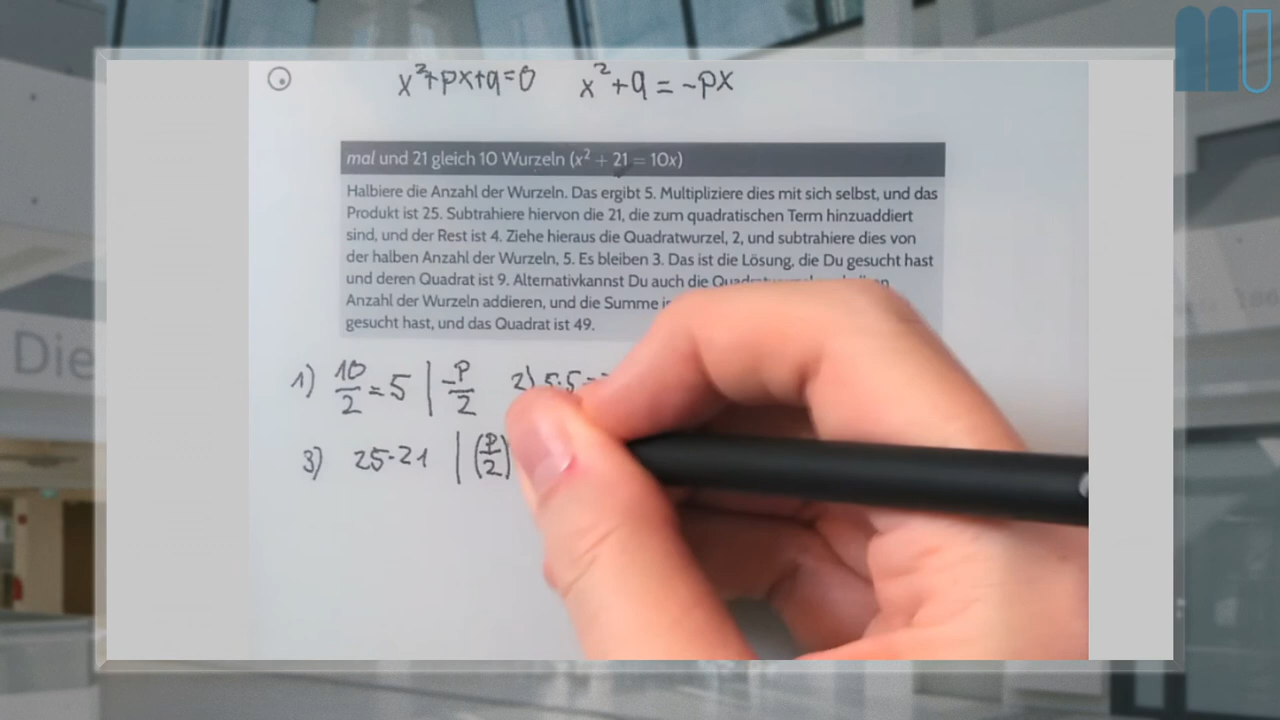 x²+px+q=0 x²+q=-px
mal und 21 gleich 10 Wurzeln (x² + 21 = 10x)
Halbiere die Anzahl der Wurzeln. Das ergibt 5. Multipliziere dies mit sich selbst, und das
Produkt ist 25. Subtrahiere hiervon die 21, die zum quadratischen Term hinzuaddiert
sind, und der Rest ist 4. Ziehe hieraus die Quadratwurzel, 2, und subtrahiere dies von
der halben Anzahl der Wurzeln, 5. Es bleiben 3. Das ist die Lösung, die Du gesucht hast
und deren Quadrat ist 9. Alternativkannst Du auch die
Anzahl der Wurzeln addieren, und die Summe
gesucht hast, und das Quadrat ist 49.
1) 10/2=5 | -p/2 2) 5·5=
3) 25-21 | (p/2)
Die